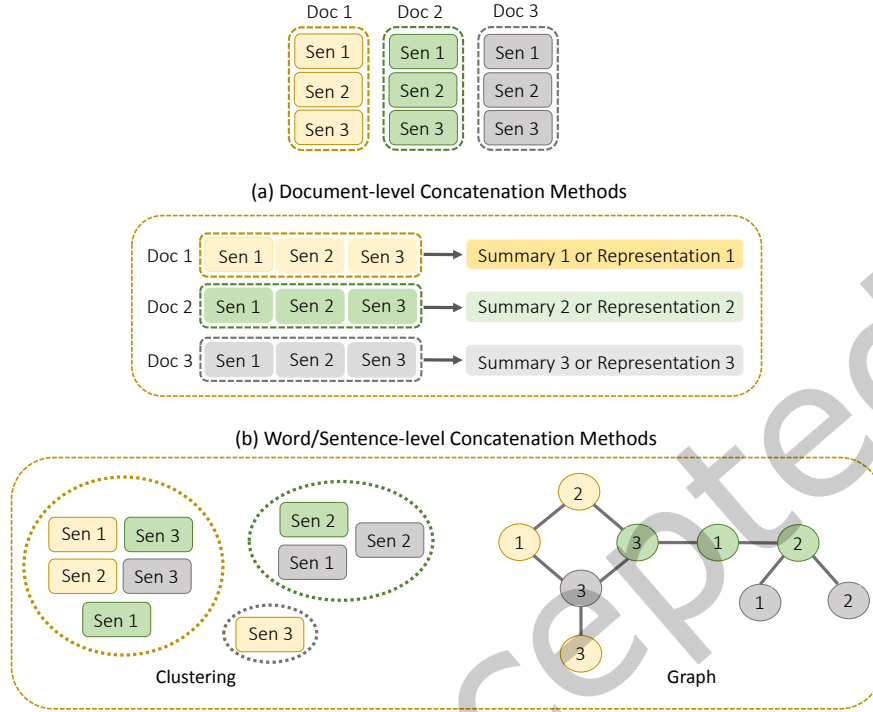 Doc 1 Doc 2 Doc 3
Sen 1 Sen 1 Sen 1
Sen 2 Sen 2 Sen 2
Sen 3 Sen 3 Sen 3
(a) Document-level Concatenation Methods
Doc 1 Sen 1 Sen 2 Sen 3 Summary 1 or Representation 1
Doc 2 Sen 1 Sen 2 Sen 3 Summary 2 or Representation 2
Doc 3 Sen 1 Sen 2 Sen 3 Summary 3 or Representation 3
(b) Word/Sentence-level Concatenation Methods
Sen 1 Sen 3
Sen 2 Sen 3
Sen 1
Sen 2
Sen 2
Sen 1
Sen 3
Clustering
2
1 3 1 2
3 1 2
3
Graph
cepted